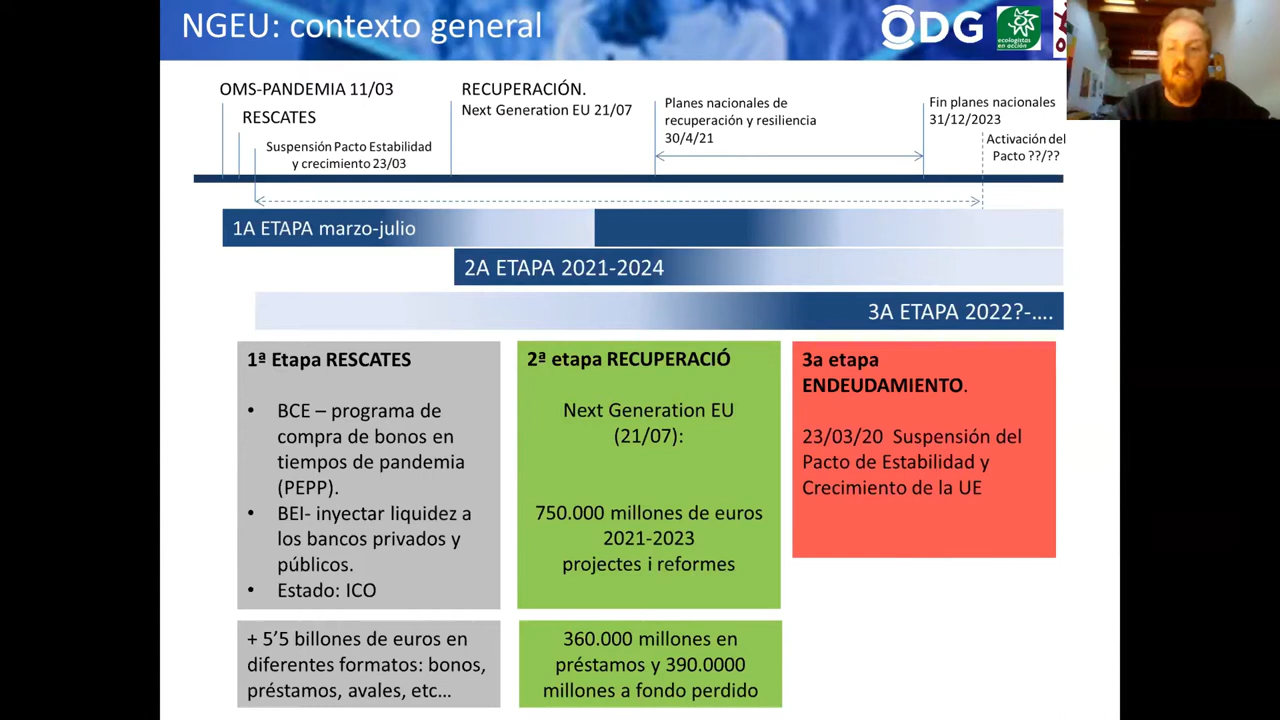 NGEU: contexto general
ODG
ecologistas
en acción
OMS-PANDEMIA 11/03
RESCATES
Suspensión Pacto Estabilidad
y crecimiento 23/03
RECUPERACIÓN.
Next Generation EU 21/07
Planes nacionales de
recuperación y resiliencia
30/4/21
Fin planes nacionales
31/12/2023
Activación del
Pacto ??/??
1A ETAPA marzo-julio
2A ETAPA 2021-2024
3A ETAPA 2022?-....
1ª Etapa RESCATES
• BCE – programa de
compra de bonos en
tiempos de pandemia
(PEPP).
• BEI- inyectar liquidez a
los bancos privados y
públicos.
• Estado: ICO
+ 5’5 billones de euros en
diferentes formatos: bonos,
préstamos, avales, etc...
2ª etapa RECUPERACIÓ
Next Generation EU
(21/07):
750.000 millones de euros
2021-2023
projectes i reformes
360.000 millones en
préstamos y 390.0000
millones a fondo perdido
3a etapa
ENDEUDAMIENTO.
23/03/20 Suspensión del
Pacto de Estabilidad y
Crecimiento de la UE